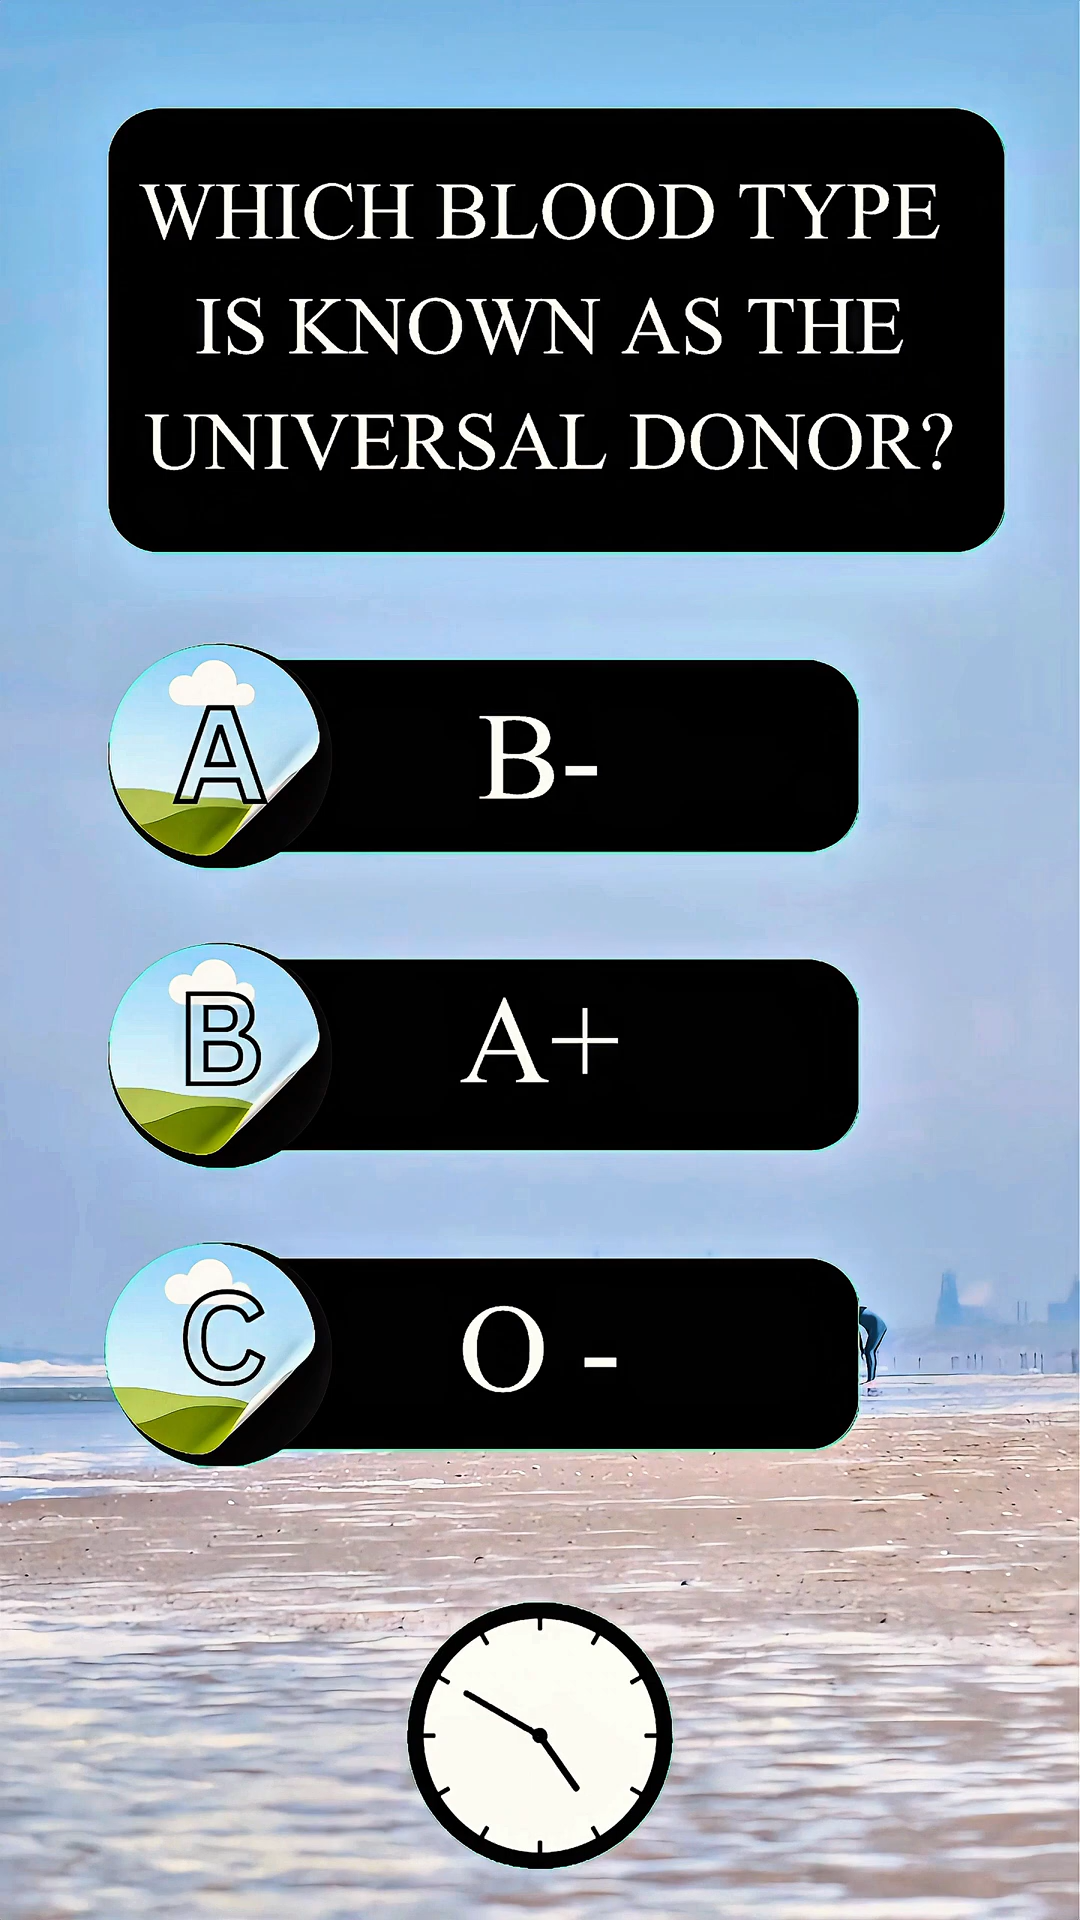 WHICH BLOOD TYPE
IS KNOWN AS THE
UNIVERSAL DONOR?
A B-
B A+
C O -